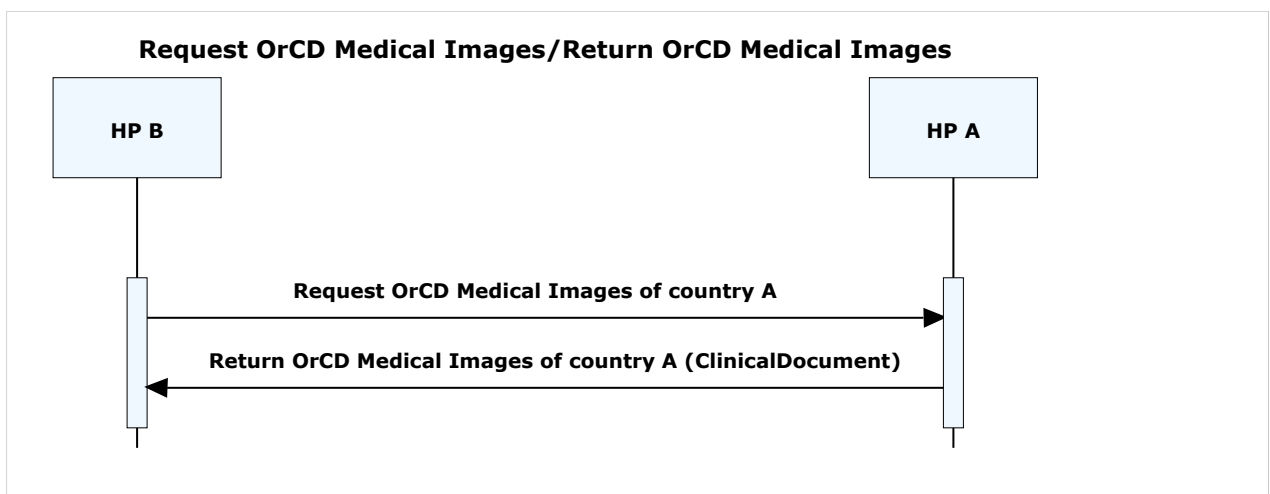 Request OrCD Medical Images/Return OrCD Medical Images
HP B
HP A
Request OrCD Medical Images of country A
Return OrCD Medical Images of country A (ClinicalDocument)